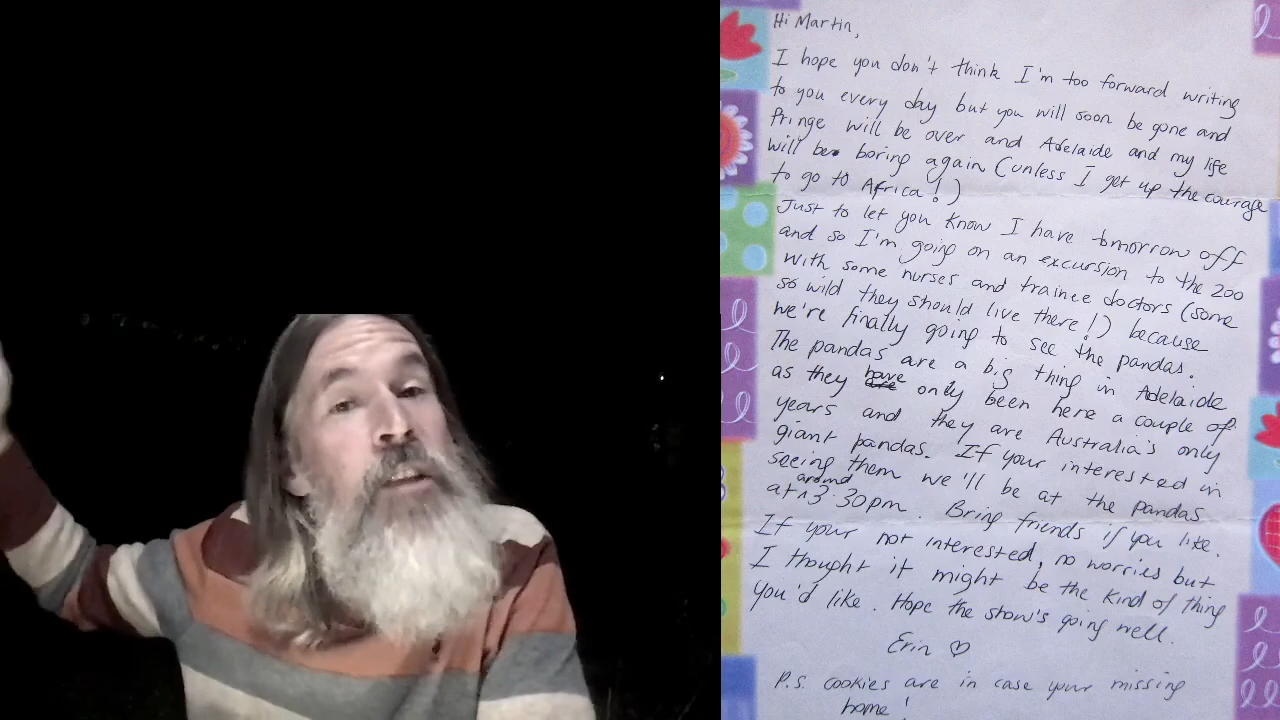 Hi Martin,
I hope you don't think I'm too forward writing
to you every day but you will soon be gone and
Fringe will be over and Adelaide and my life
will be boring again (unless I get up the courage
to go to Africa!)
Just to let you know I have tomorrow off
and so I'm going on an excursion to the zoo
with some nurses and trainee doctors (some
so wild they should live there!) because
we're finally going to see the pandas.
The pandas are a big thing in Adelaide
as they have only been here a couple of
years and they are Australia's only
giant pandas. If your interested in
seeing them we'll be at the pandas
at around 3:30pm. Bring friends if you like.
If your not interested, no worries but
I thought it might be the kind of thing
you'd like. Hope the show's going well.
Erin ♡
P.S. cookies are in case your missing
home!